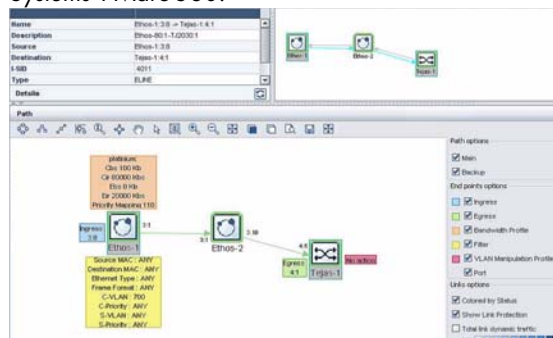 Name Ethos-1:3:8 -> Tejas-1:4:1
Description Ethos-80:1-TJ2030:1
Source Ethos-1:3:8
Destination Tejas-1:4:1
I-SID 4011
Type ELINE
Details
Ethos-1
Ethos-2
Tejas-1
Path
platinium
Cbs 100 Kb
Cir 80000 Kbs
Ebs 8 Kb
Eir 20000 Kbs
Priority Mapping 110
Ingress
3:8
3:1
Ethos-1
3:1
3:10
Ethos-2
4:6
Egress
4:1
Tejas-1
No action
Source MAC : ANY
Destination MAC : ANY
Ethernet Type : ANY
Frame Format : ANY
C-VLAN : 700
C-Priority : ANY
S-VLAN : ANY
S-Priority : ANY
Path options
Main
Backup
End points options
Ingress
Egress
Bandwidth Profile
Filter
VLAN Manipulation Profile
Port
Links options
Colored by Status
Show Link Protection
Total link dynamic traffic